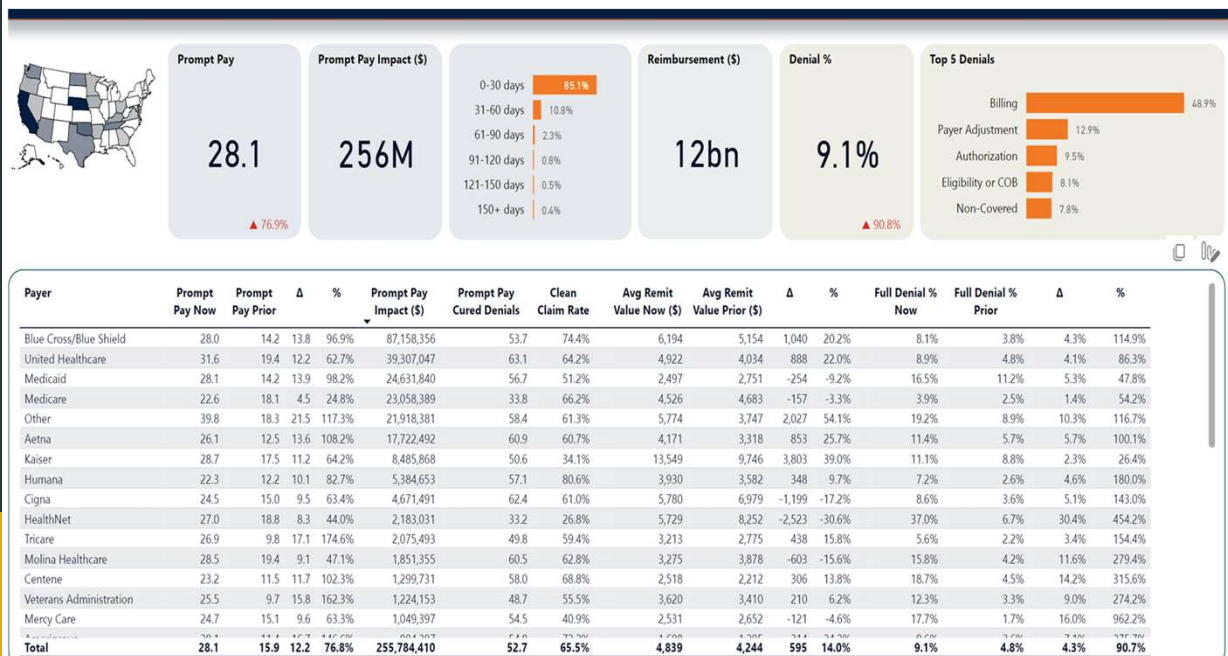 Prompt Pay
28.1
▲ 76.9%
Prompt Pay Impact ($)
256M
0-30 days 85.1%
31-60 days 10.8%
61-90 days 2.3%
91-120 days 0.8%
121-150 days 0.5%
150+ days 0.4%
Reimbursement ($)
12bn
Denial %
9.1%
▲ 90.8%
Top 5 Denials
Billing 48.9%
Payer Adjustment 12.9%
Authorization 9.5%
Eligibility or COB 8.1%
Non-Covered 7.8%
Payer Prompt Prompt Δ % Prompt Pay Prompt Pay Clean Avg Remit Avg Remit Δ % Full Denial % Full Denial % Δ %
Pay Now Pay Prior Impact ($) Cured Denials Claim Rate Value Now ($) Value Prior ($) Now Prior
Blue Cross/Blue Shield 28.0 14.2 13.8 96.9% 87,158,356 53.7 74.4% 6,194 5,154 1,040 20.2% 8.1% 3.8% 4.3% 114.9%
United Healthcare 31.6 19.4 12.2 62.7% 39,307,047 63.1 64.2% 4,922 4,034 888 22.0% 8.9% 4.8% 4.1% 86.3%
Medicaid 28.1 14.2 13.9 98.2% 24,631,840 56.7 51.2% 2,497 2,751 -254 -9.2% 16.5% 11.2% 5.3% 47.8%
Medicare 22.6 18.1 4.5 24.8% 23,058,389 33.8 66.2% 4,526 4,683 -157 -3.3% 3.9% 2.5% 1.4% 54.2%
Other 39.8 18.3 21.5 117.3% 21,918,381 58.4 61.3% 5,774 3,747 2,027 54.1% 19.2% 8.9% 10.3% 116.7%
Aetna 26.1 12.5 13.6 108.2% 17,722,492 60.9 60.7% 4,171 3,318 853 25.7% 11.4% 5.7% 5.7% 100.1%
Kaiser 28.7 17.5 11.2 64.2% 8,485,868 50.6 34.1% 13,549 9,746 3,803 39.0% 11.1% 8.8% 2.3% 26.4%
Humana 22.3 12.2 10.1 82.7% 5,384,653 57.1 80.6% 3,930 3,582 348 9.7% 7.2% 2.6% 4.6% 180.0%
Cigna 24.5 15.0 9.5 63.4% 4,671,491 62.4 61.0% 5,780 6,979 -1,199 -17.2% 8.6% 3.6% 5.1% 143.0%
HealthNet 27.0 18.8 8.3 44.0% 2,183,031 33.2 26.8% 5,729 8,252 -2,523 -30.6% 37.0% 6.7% 30.4% 454.2%
Tricare 26.9 9.8 17.1 174.6% 2,075,493 49.8 59.4% 3,213 2,775 438 15.8% 5.6% 2.2% 3.4% 154.4%
Molina Healthcare 28.5 19.4 9.1 47.1% 1,851,355 60.5 62.8% 3,275 3,878 -603 -15.6% 15.8% 4.2% 11.6% 279.4%
Centene 23.2 11.5 11.7 102.3% 1,299,731 58.0 68.8% 2,518 2,212 306 13.8% 18.7% 4.5% 14.2% 315.6%
Veterans Administration 25.5 9.7 15.8 162.3% 1,224,153 48.7 55.5% 3,620 3,410 210 6.2% 12.3% 3.3% 9.0% 274.2%
Mercy Care 24.7 15.1 9.6 63.3% 1,049,397 54.5 40.9% 2,531 2,652 -121 -4.6% 17.7% 1.7% 16.0% 962.2%
Total 28.1 15.9 12.2 76.8% 255,784,410 52.7 65.5% 4,839 4,244 595 14.0% 9.1% 4.8% 4.3% 90.7%